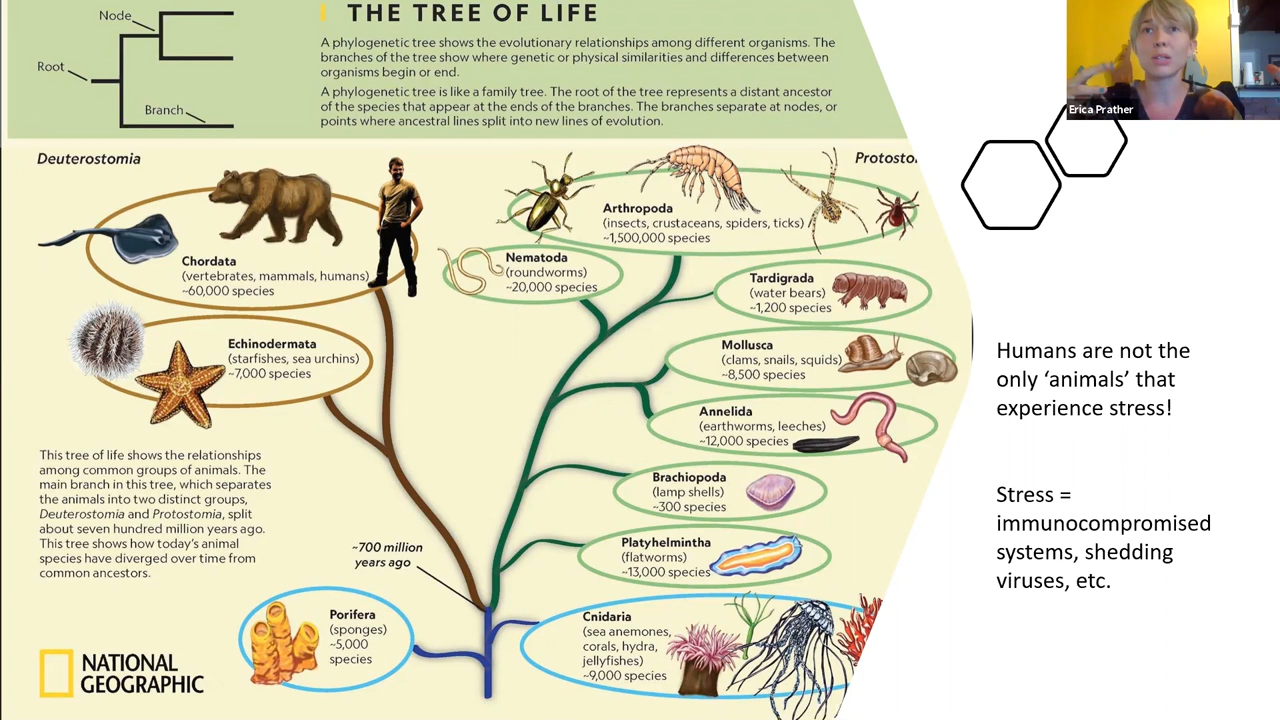 Node
Root
Branch
THE TREE OF LIFE
A phylogenetic tree shows the evolutionary relationships among different organisms. The
branches of the tree show where genetic or physical similarities and differences between
organisms begin or end.
A phylogenetic tree is like a family tree. The root of the tree represents a distant ancestor
of the species that appear at the ends of the branches. The branches separate at nodes, or
points where ancestral lines split into new lines of evolution.
Erica Prather
Deuterostomia
Protosto
Arthropoda
(insects, crustaceans, spiders, ticks)
~1,500,000 species
Chordata
(vertebrates, mammals, humans)
~60,000 species
Nematoda
(roundworms)
~20,000 species
Tardigrada
(water bears)
~1,200 species
Echinodermata
(starfishes, sea urchins)
~7,000 species
Mollusca
(clams, snails, squids)
~8,500 species
Annelida
(earthworms, leeches)
~12,000 species
Brachiopoda
(lamp shells)
~300 species
Platyhelmintha
(flatworms)
~13,000 species
This tree of life shows the relationships
among common groups of animals. The
main branch in this tree, which separates
the animals into two distinct groups,
Deuterostomia and Protostomia, split
about seven hundred million years ago.
This tree shows how today's animal
species have diverged over time from
common ancestors.
~700 million
years ago
Porifera
(sponges)
~5,000
species
Cnidaria
(sea anemones,
corals, hydra,
jellyfishes)
~9,000 species
NATIONAL
GEOGRAPHIC
Humans are not the
only ‘animals’ that
experience stress!
Stress =
immunocompromised
systems, shedding
viruses, etc.